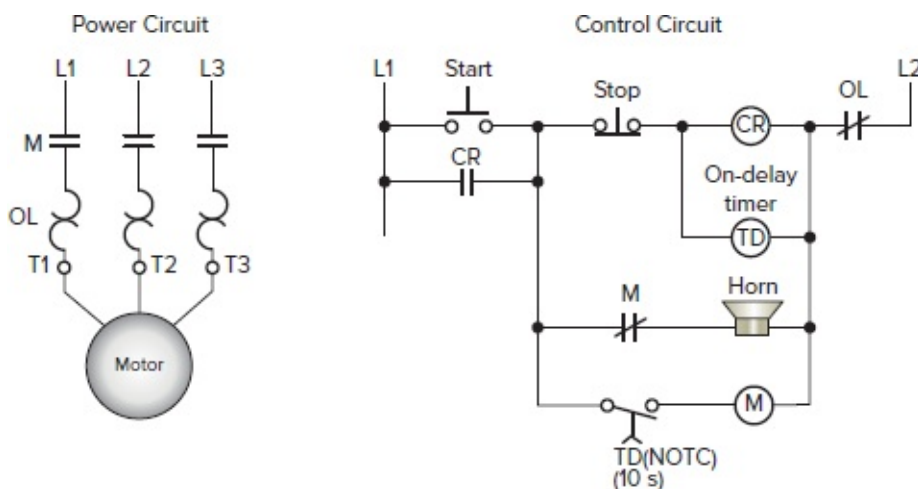 Power Circuit
L1 L2 L3
M
OL
T1 T2 T3
Motor
Control Circuit
L1 Start Stop OL L2
CR
CR
On-delay
timer
TD
M Horn
M
TD(NOTC)
(10 s)